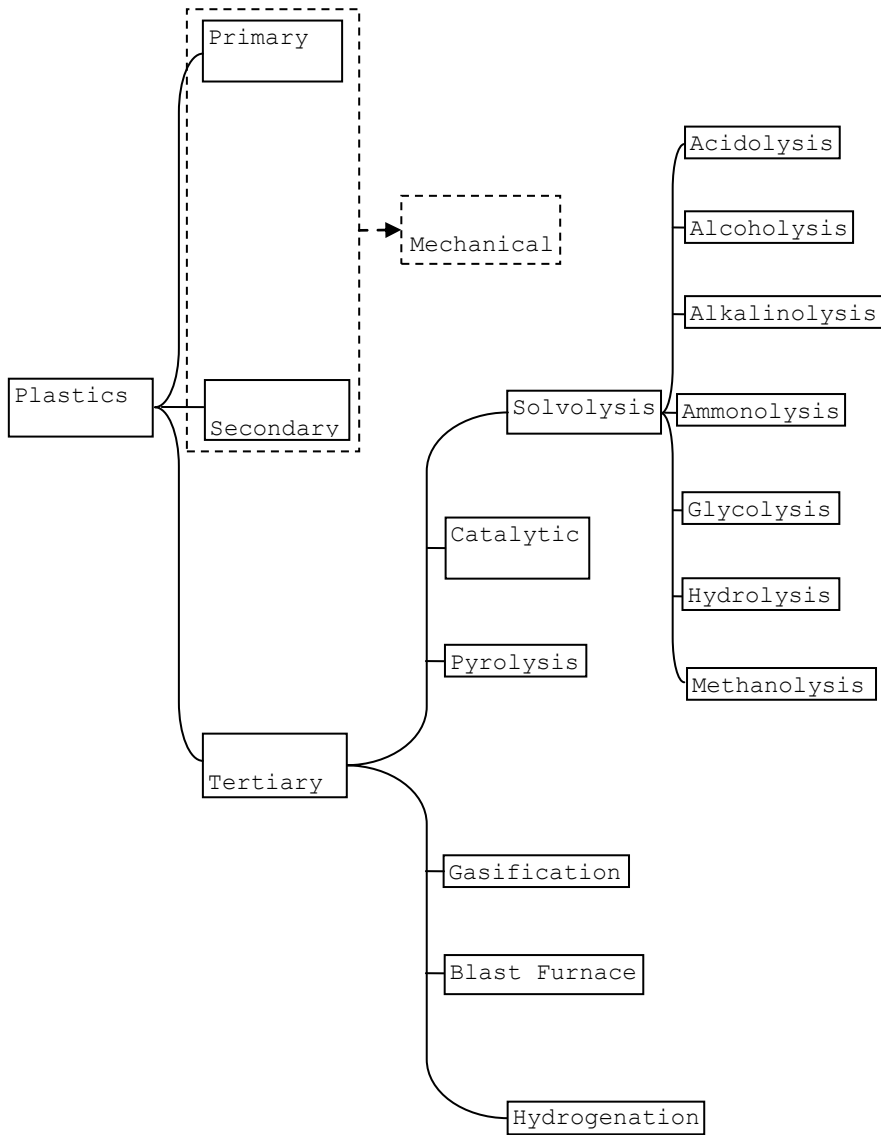 Primary
Acidolysis
Alcoholysis
Mechanical
Alkalinolysis
Plastics
Secondary
Solvolysis
Ammonolysis
Glycolysis
Catalytic
Hydrolysis
Pyrolysis
Methanolysis
Tertiary
Gasification
Blast Furnace
Hydrogenation